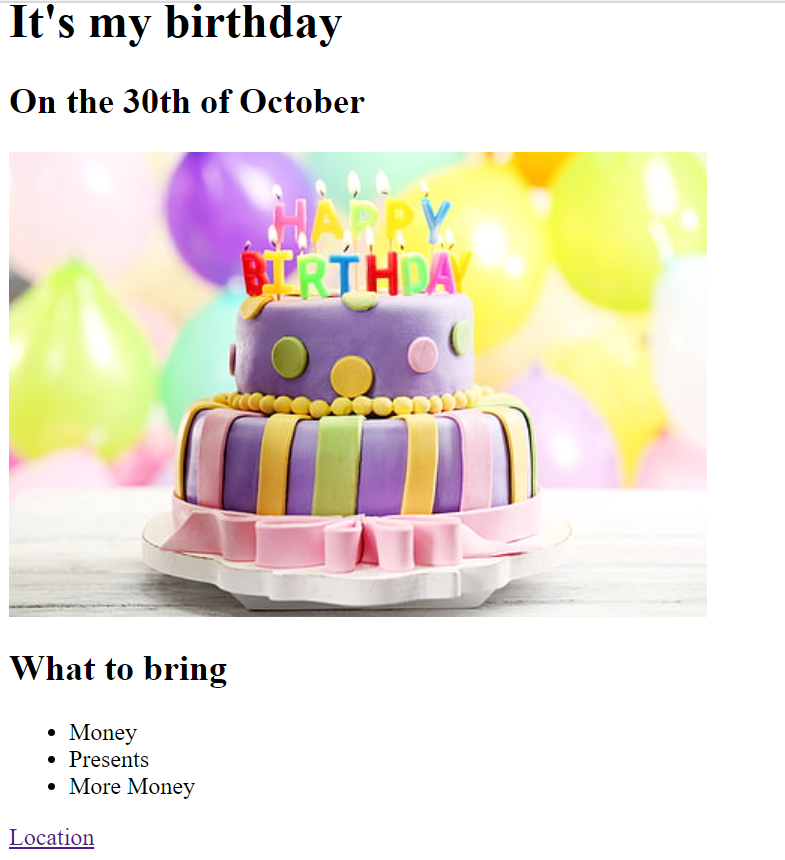 It's my birthday
On the 30th of October
HAPPY
BIRTHDAY
What to bring
Money
Presents
More Money
Location